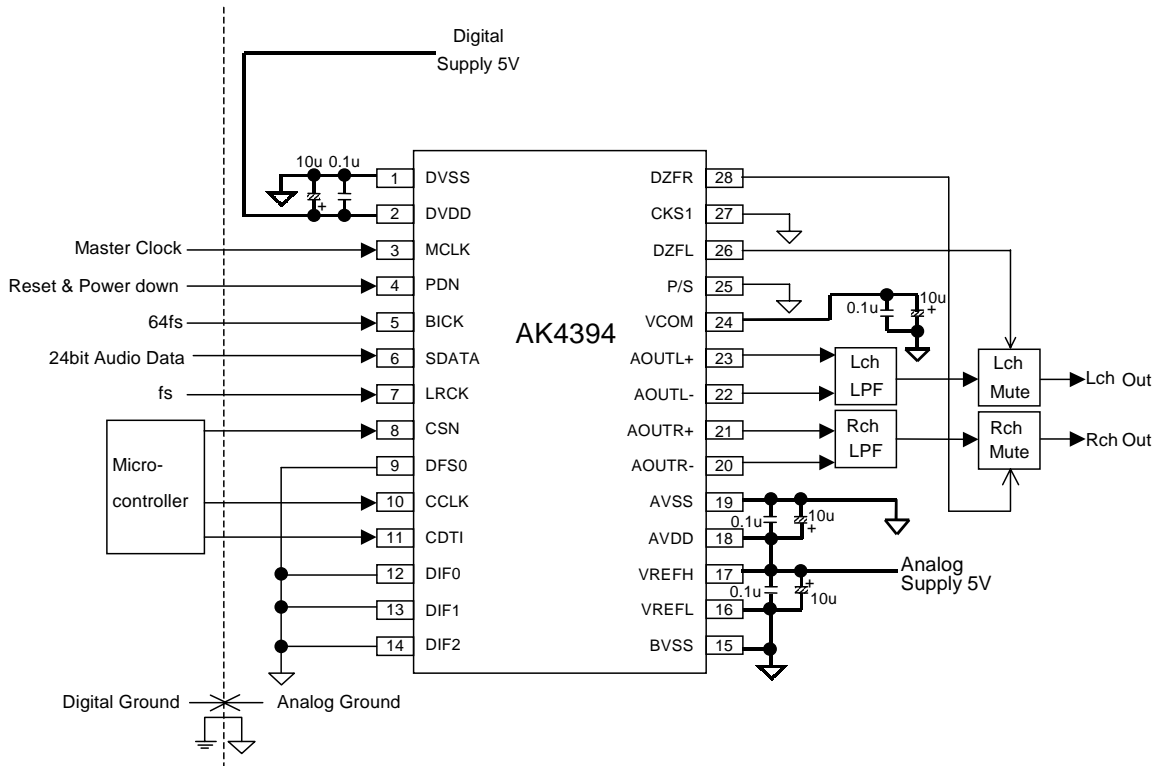 Digital
Supply 5V
10u 0.1u
+
1 DVSS
2 DVDD
Master Clock 3 MCLK
Reset & Power down 4 PDN
64fs 5 BICK
24bit Audio Data 6 SDATA
fs 7 LRCK
8 CSN
9 DFS0
10 CCLK
11 CDTI
12 DIF0
13 DIF1
14 DIF2
Micro-
controller
AK4394
DZFR 28
CKS1 27
DZFL 26
P/S 25
VCOM 24
AOUTL+ 23
AOUTL- 22
AOUTR+ 21
AOUTR- 20
AVSS 19
AVDD 18
VREFH 17
VREFL 16
BVSS 15
0.1u 10u
+
Lch
LPF
Lch
Mute
Lch Out
Rch
LPF
Rch
Mute
Rch Out
0.1u 10u
+
Analog
Supply 5V
0.1u + 10u
Digital Ground Analog Ground